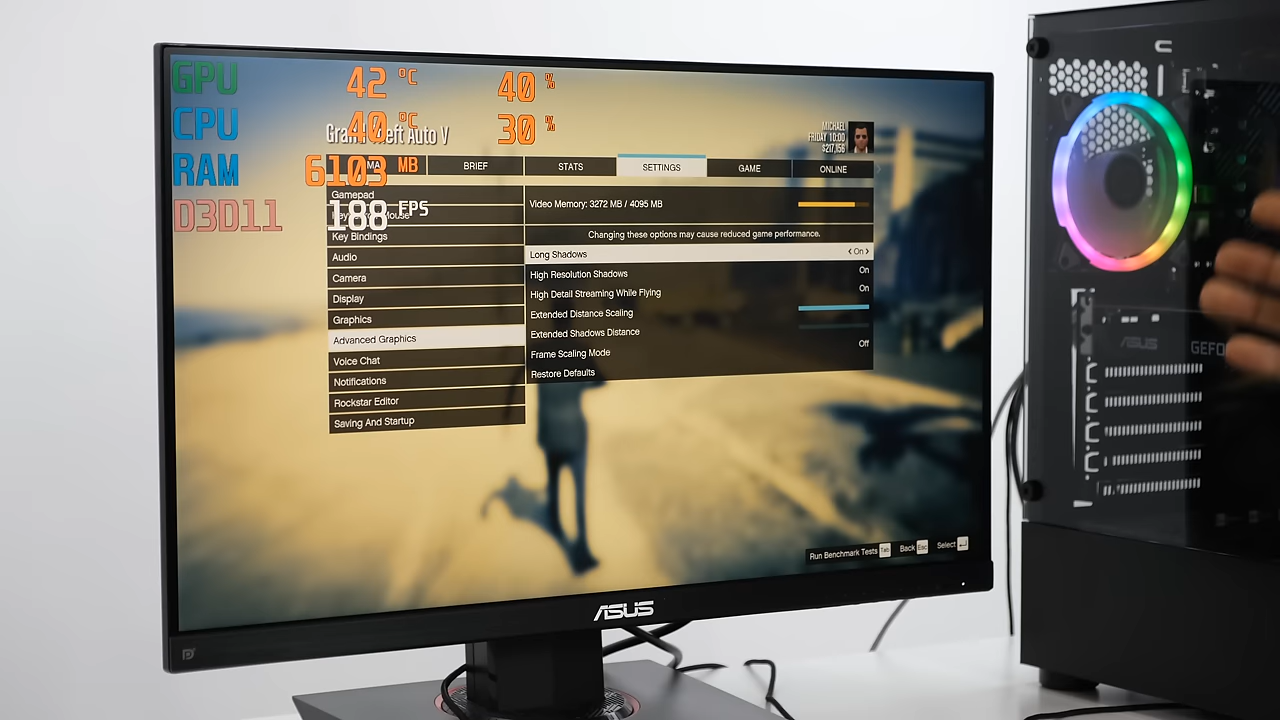 GPU 42 °C 40 %
CPU 40 °C 30 %
RAM 6103 MB
D3D11 188 FPS
Grand Theft Auto V
MICHAEL
FRIDAY 10:00
$217,156
BRIEF STATS SETTINGS GAME ONLINE
Gamepad
Key Bindings
Audio
Camera
Display
Graphics
Advanced Graphics
Voice Chat
Notifications
Rockstar Editor
Saving And Startup
Video Memory: 3272 MB / 4095 MB
Changing these options may cause reduced game performance.
Long Shadows < On >
High Resolution Shadows On
High Detail Streaming While Flying On
Extended Distance Scaling
Extended Shadows Distance
Frame Scaling Mode Off
Restore Defaults
Run Benchmark Tests Tab Back Esc Select
ASUS
ASUS